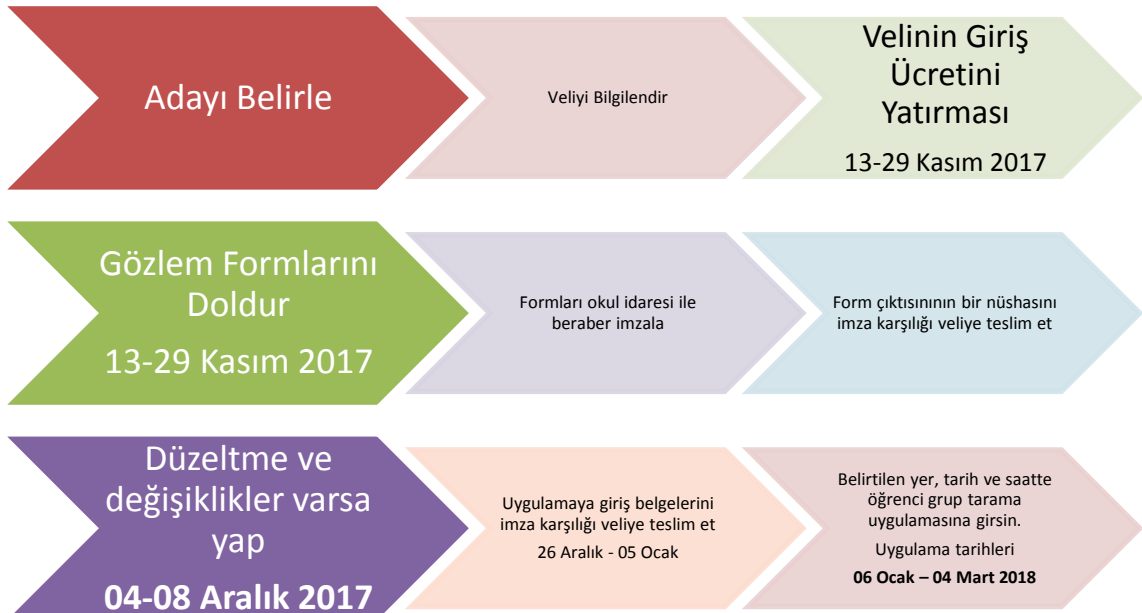 Adayı Belirle
Veliyi Bilgilendir
Velinin Giriş
Ücretini
Yatırması
13-29 Kasım 2017
Gözlem Formlarını
Doldur
13-29 Kasım 2017
Formları okul idaresi ile
beraber imzala
Form çıktısınının bir nüshasını
imza karşılığı veliye teslim et
Düzeltme ve
değişiklikler varsa
yap
04-08 Aralık 2017
Uygulamaya giriş belgelerini
imza karşılığı veliye teslim et
26 Aralık - 05 Ocak
Belirtilen yer, tarih ve saatte
öğrenci grup tarama
uygulamasına girsin.
Uygulama tarihleri
06 Ocak – 04 Mart 2018